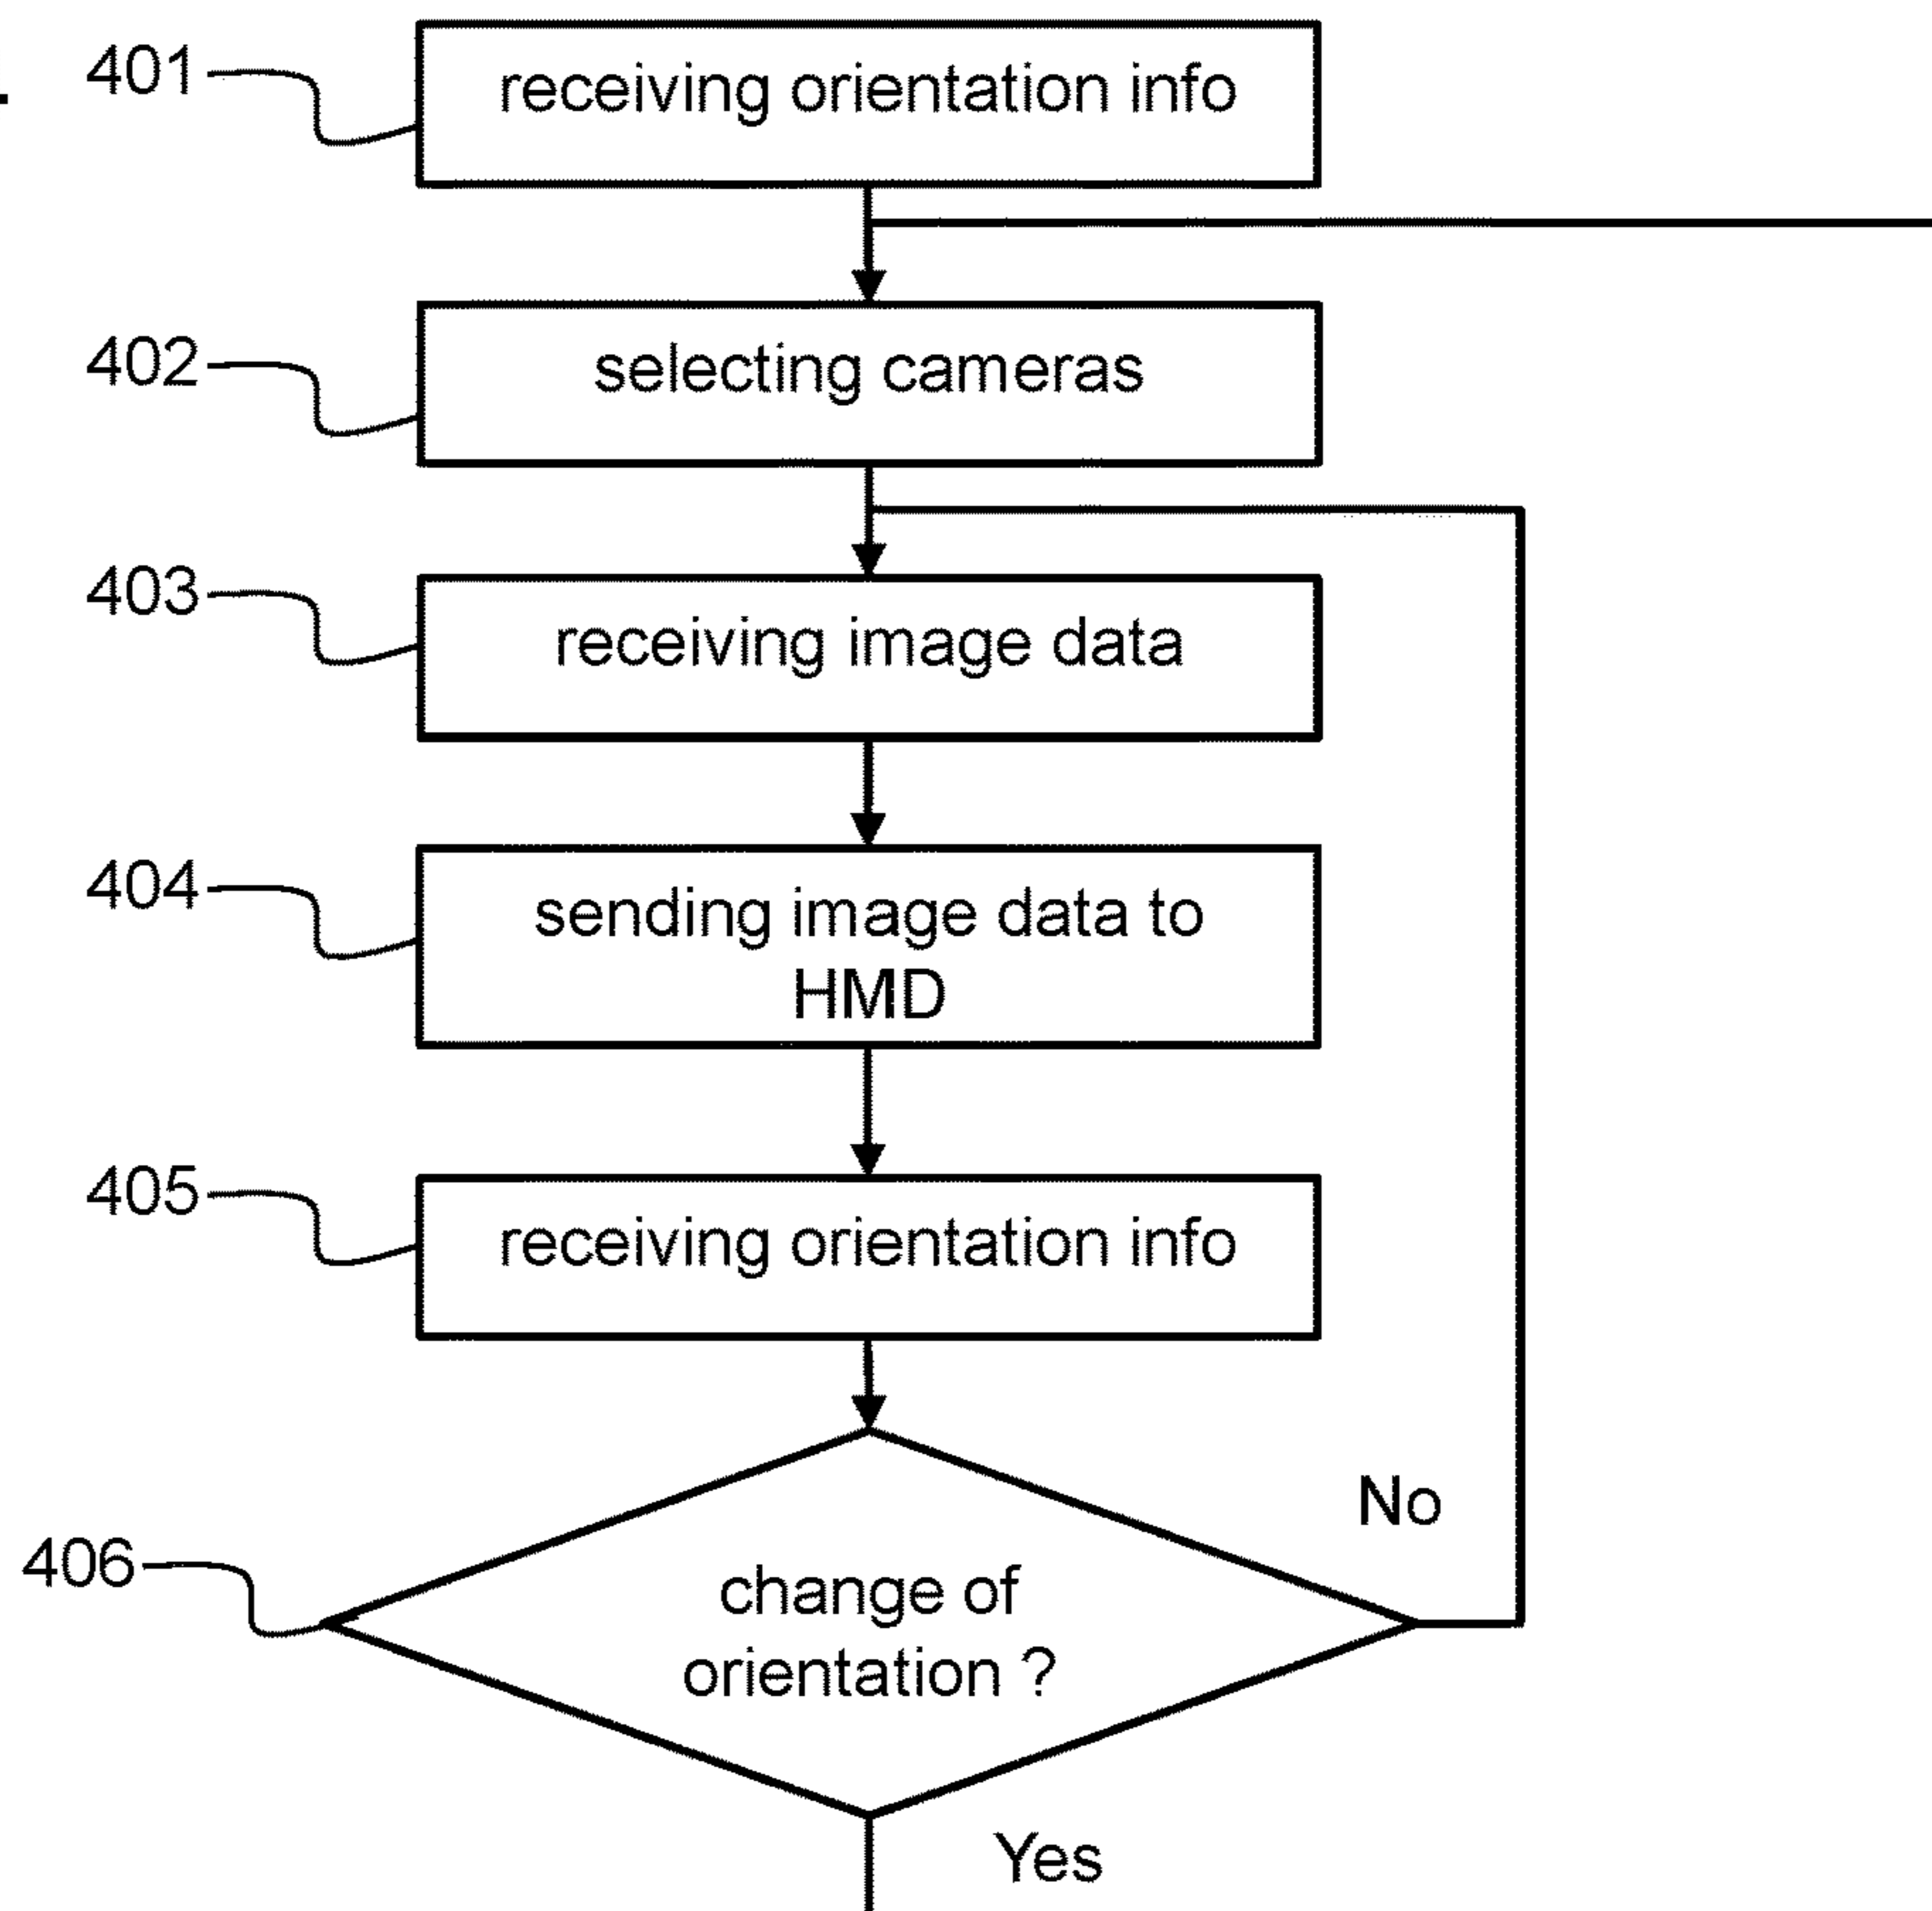 401
receiving orientation info
402
selecting cameras
403
receiving image data
404
sending image data to
HMD
405
receiving orientation info
No
406
change of
orientation ?
Yes